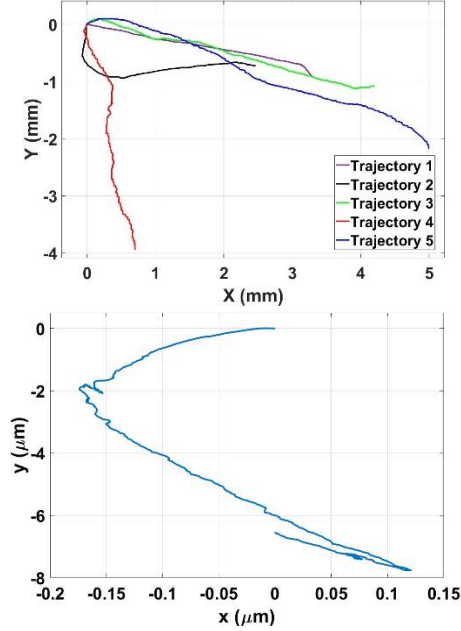 0
-1
-2
-3
-4
Y (mm)
Trajectory 1
Trajectory 2
Trajectory 3
Trajectory 4
Trajectory 5
0 1 2 3 4 5
X (mm)
0
-2
-4
-6
-8
y (μm)
-0.2 -0.15 -0.1 -0.05 0 0.05 0.1 0.15
x (μm)